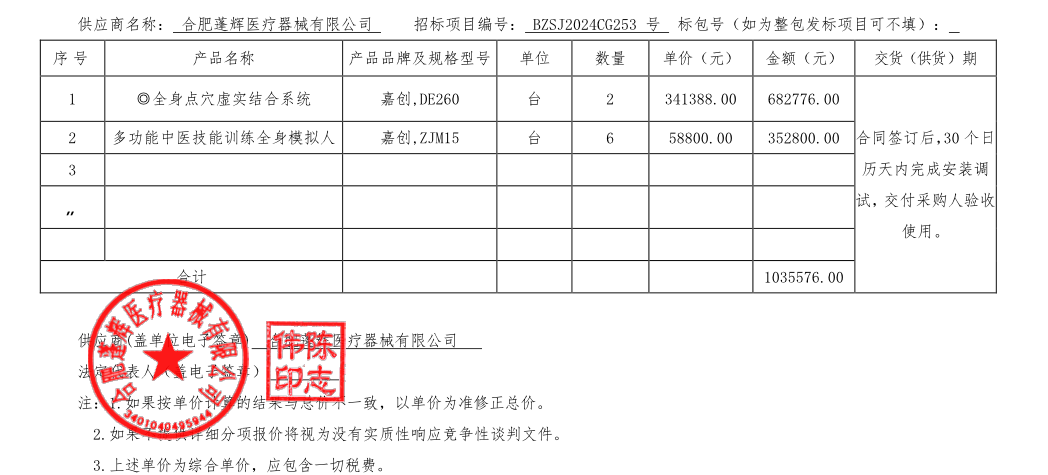 供应商名称： 合肥蓬辉医疗器械有限公司 招标项目编号： BZSJ2024CG253 号 标包号（如为整包发标项目可不填）：
序 号 产品名称 产品品牌及规格型号 单位 数量 单价（元） 金额（元） 交货（供货）期
1 ◎全身点穴虚实结合系统 嘉创,DE260 台 2 341388.00 682776.00
2 多功能中医技能训练全身模拟人 嘉创,ZJM15 台 6 58800.00 352800.00
合同签订后,30 个日
历天内完成安装调
试，交付采购人验收
使用。
3
〃
合计 1035576.00
供应商(盖单位电子签章) 合肥蓬辉医疗器械有限公司
法定代表人（盖电子签章）
注：1.如果按单价计算的结果与总价不一致，以单价为准修正总价。
2.如果不提供详细分项报价将视为没有实质性响应竞争性谈判文件。
3.上述单价为综合单价，应包含一切税费。
合肥蓬辉医疗器械有限公司
3401040495944
陈志伟印